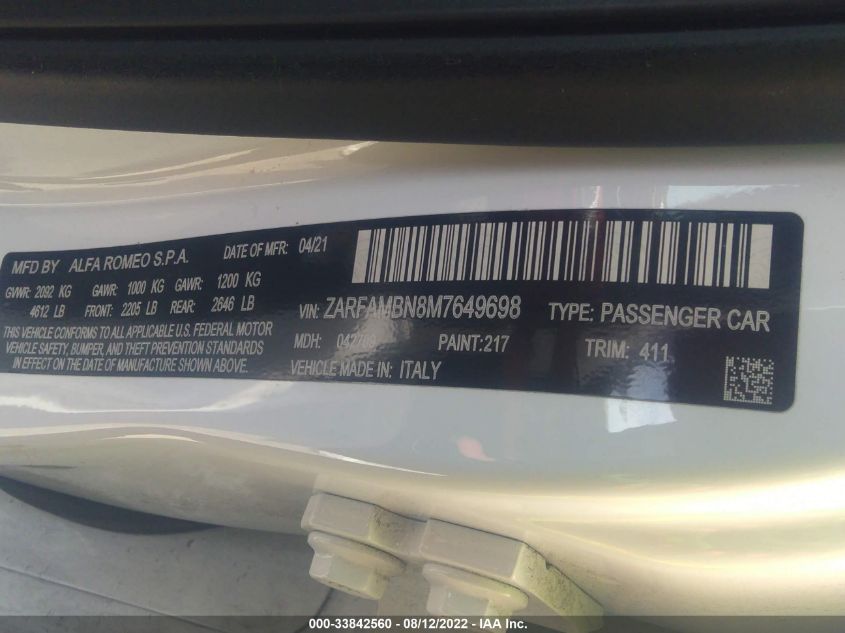 MFD BY ALFA ROMEO S.P.A. DATE OF MFR: 04/21
GVWR: 2092 KG GAWR: 1000 KG GAWR: 1200 KG
4612 LB FRONT: 2205 LB REAR: 2646 LB
THIS VEHICLE CONFORMS TO ALL APPLICABLE U.S. FEDERAL MOTOR
VEHICLE SAFETY, BUMPER, AND THEFT PREVENTION STANDARDS
IN EFFECT ON THE DATE OF MANUFACTURE SHOWN ABOVE.
VIN: ZARFAMBN8M7649698 TYPE: PASSENGER CAR
MDH: PAINT:217 TRIM: 411
VEHICLE MADE IN: ITALY
000-33842560 - 08/12/2022 - IAA Inc.